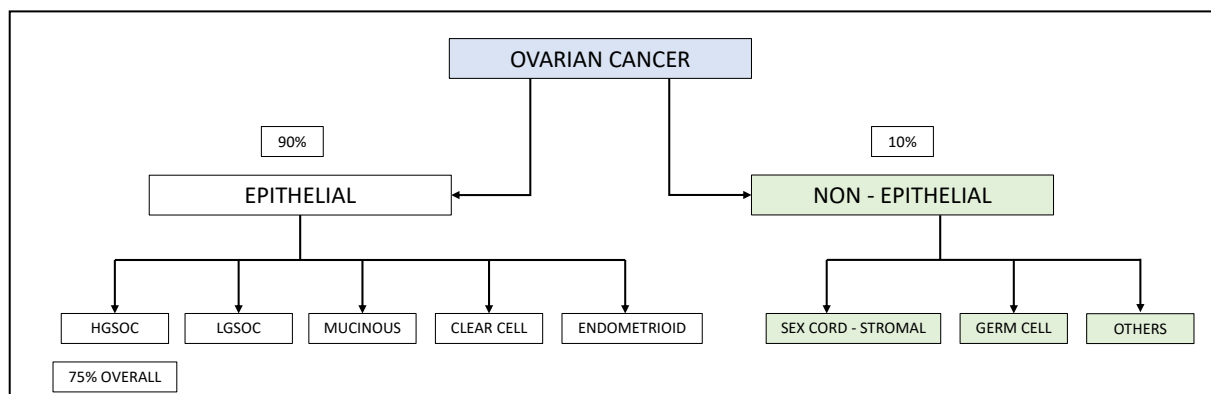 OVARIAN CANCER
90%
10%
EPITHELIAL
NON - EPITHELIAL
HGSOC
LGSOC
MUCINOUS
CLEAR CELL
ENDOMETRIOID
SEX CORD - STROMAL
GERM CELL
OTHERS
75% OVERALL